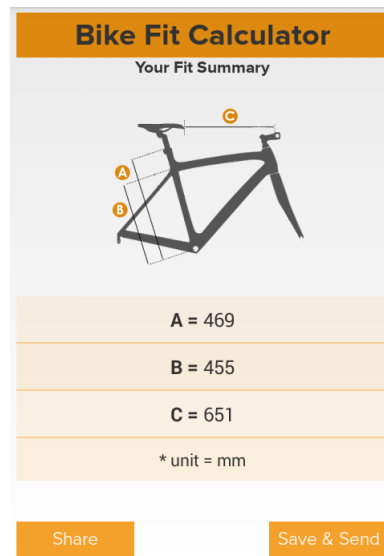 Bike Fit Calculator
Your Fit Summary
C
A
B
A = 469
B = 455
C = 651
* unit = mm
Share Save & Send